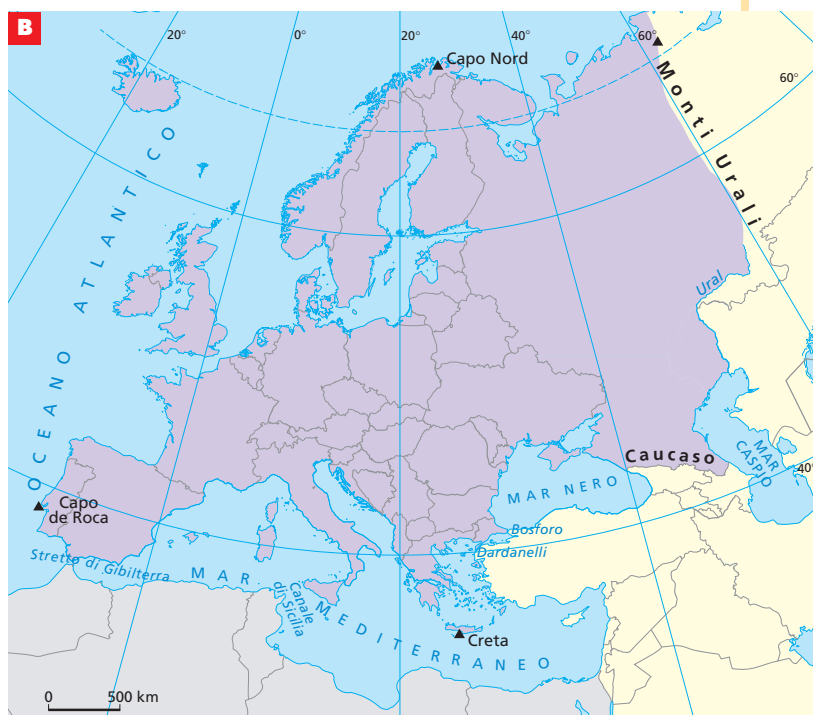 B
20°
0°
20°
40°
60°
60°
Capo Nord
Monti Urali
OCEANO ATLANTICO
Ural
Caucaso
MAR
CASPIO
40°
MAR NERO
Capo
de Roca
Bosforo
Dardanelli
Stretto di Gibilterra
MAR MEDITERRANEO
Canale
di Sicilia
Creta
0 500 km